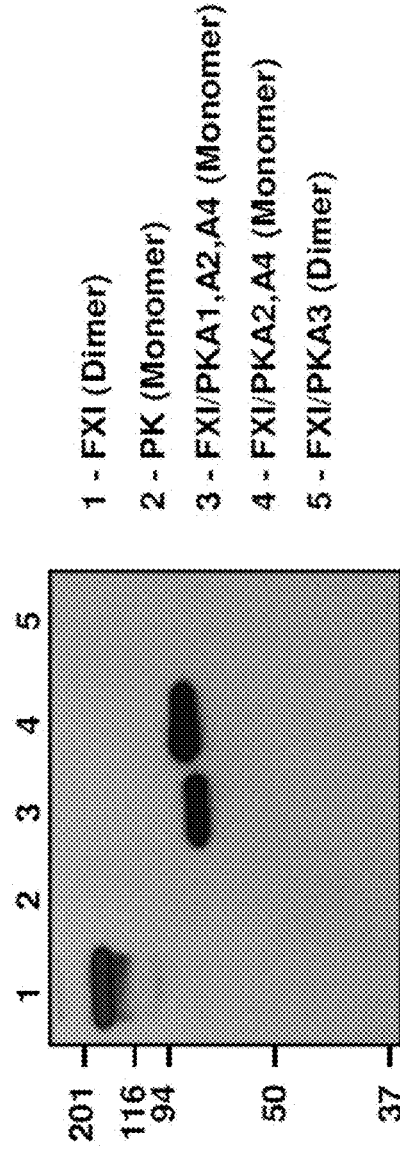 1 2 3 4 5
201
116
94
50
37
1 - FXI (Dimer)
2 - PK (Monomer)
3 - FXI/PKA1,A2,A4 (Monomer)
4 - FXI/PKA2,A4 (Monomer)
5 - FXI/PKA3 (Dimer)